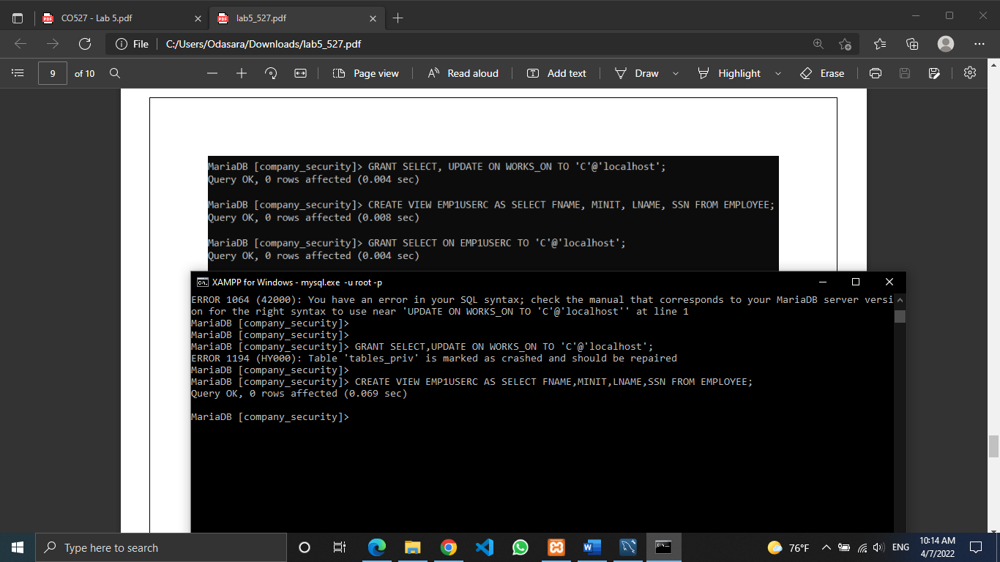 CO527 - Lab 5.pdf
lab5_527.pdf
File
C:/Users/Odasara/Downloads/lab5_527.pdf
9 of 10
Page view
Read aloud
Add text
Draw
Highlight
Erase
MariaDB [company_security]> GRANT SELECT, UPDATE ON WORKS_ON TO 'C'@'localhost';
Query OK, 0 rows affected (0.004 sec)
MariaDB [company_security]> CREATE VIEW EMP1USERC AS SELECT FNAME, MINIT, LNAME, SSN FROM EMPLOYEE;
Query OK, 0 rows affected (0.008 sec)
MariaDB [company_security]> GRANT SELECT ON EMP1USERC TO 'C'@'localhost';
Query OK, 0 rows affected (0.004 sec)
XAMPP for Windows - mysql.exe -u root -p
ERROR 1064 (42000): You have an error in your SQL syntax; check the manual that corresponds to your MariaDB server versi
on for the right syntax to use near 'UPDATE ON WORKS_ON TO 'C'@'localhost'' at line 1
MariaDB [company_security]>
MariaDB [company_security]>
MariaDB [company_security]> GRANT SELECT,UPDATE ON WORKS_ON TO 'C'@'localhost';
ERROR 1194 (HY000): Table 'tables_priv' is marked as crashed and should be repaired
MariaDB [company_security]>
MariaDB [company_security]> CREATE VIEW EMP1USERC AS SELECT FNAME,MINIT,LNAME,SSN FROM EMPLOYEE;
Query OK, 0 rows affected (0.069 sec)
MariaDB [company_security]>
Type here to search
76°F
ENG
10:14 AM
4/7/2022